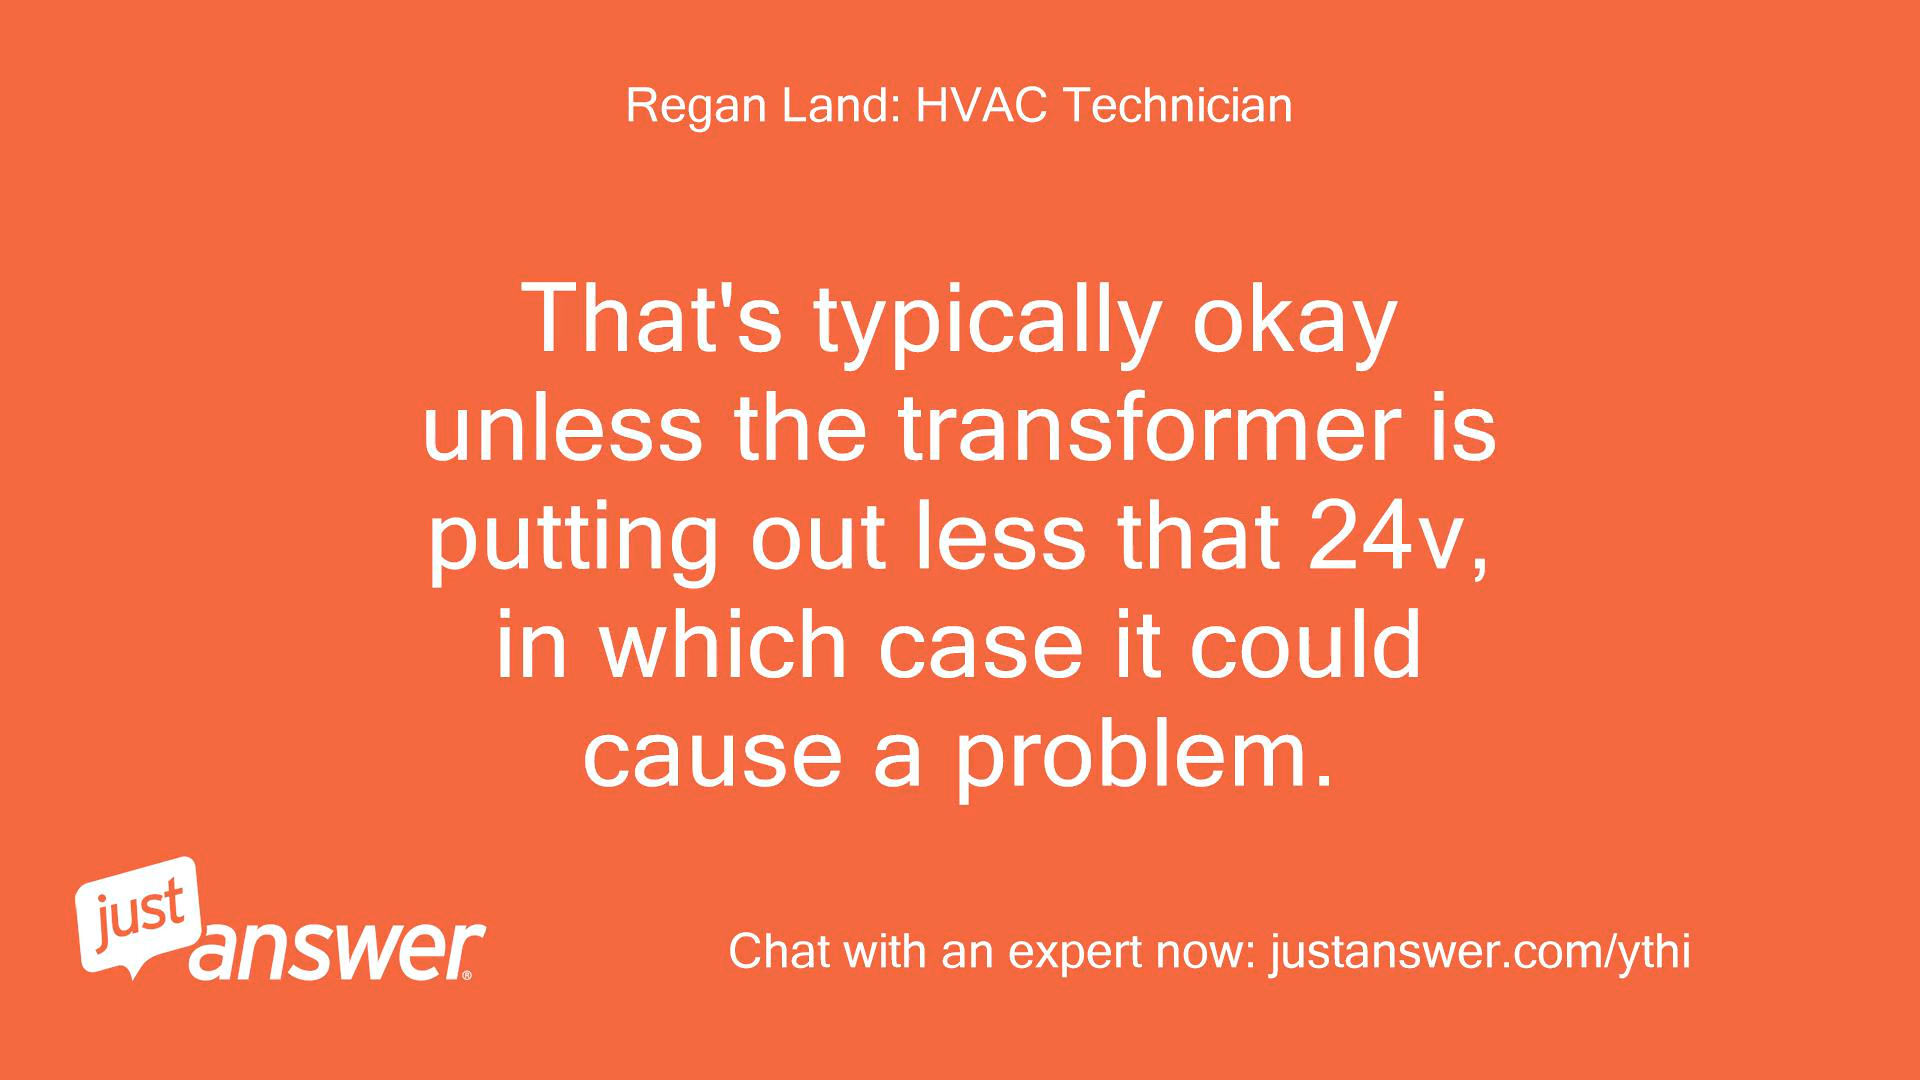 Regan Land: HVAC Technician
That's typically okay
unless the transformer is
putting out less that 24v,
in which case it could
cause a problem.
just
answer®
Chat with an expert now: justanswer.com/ythi